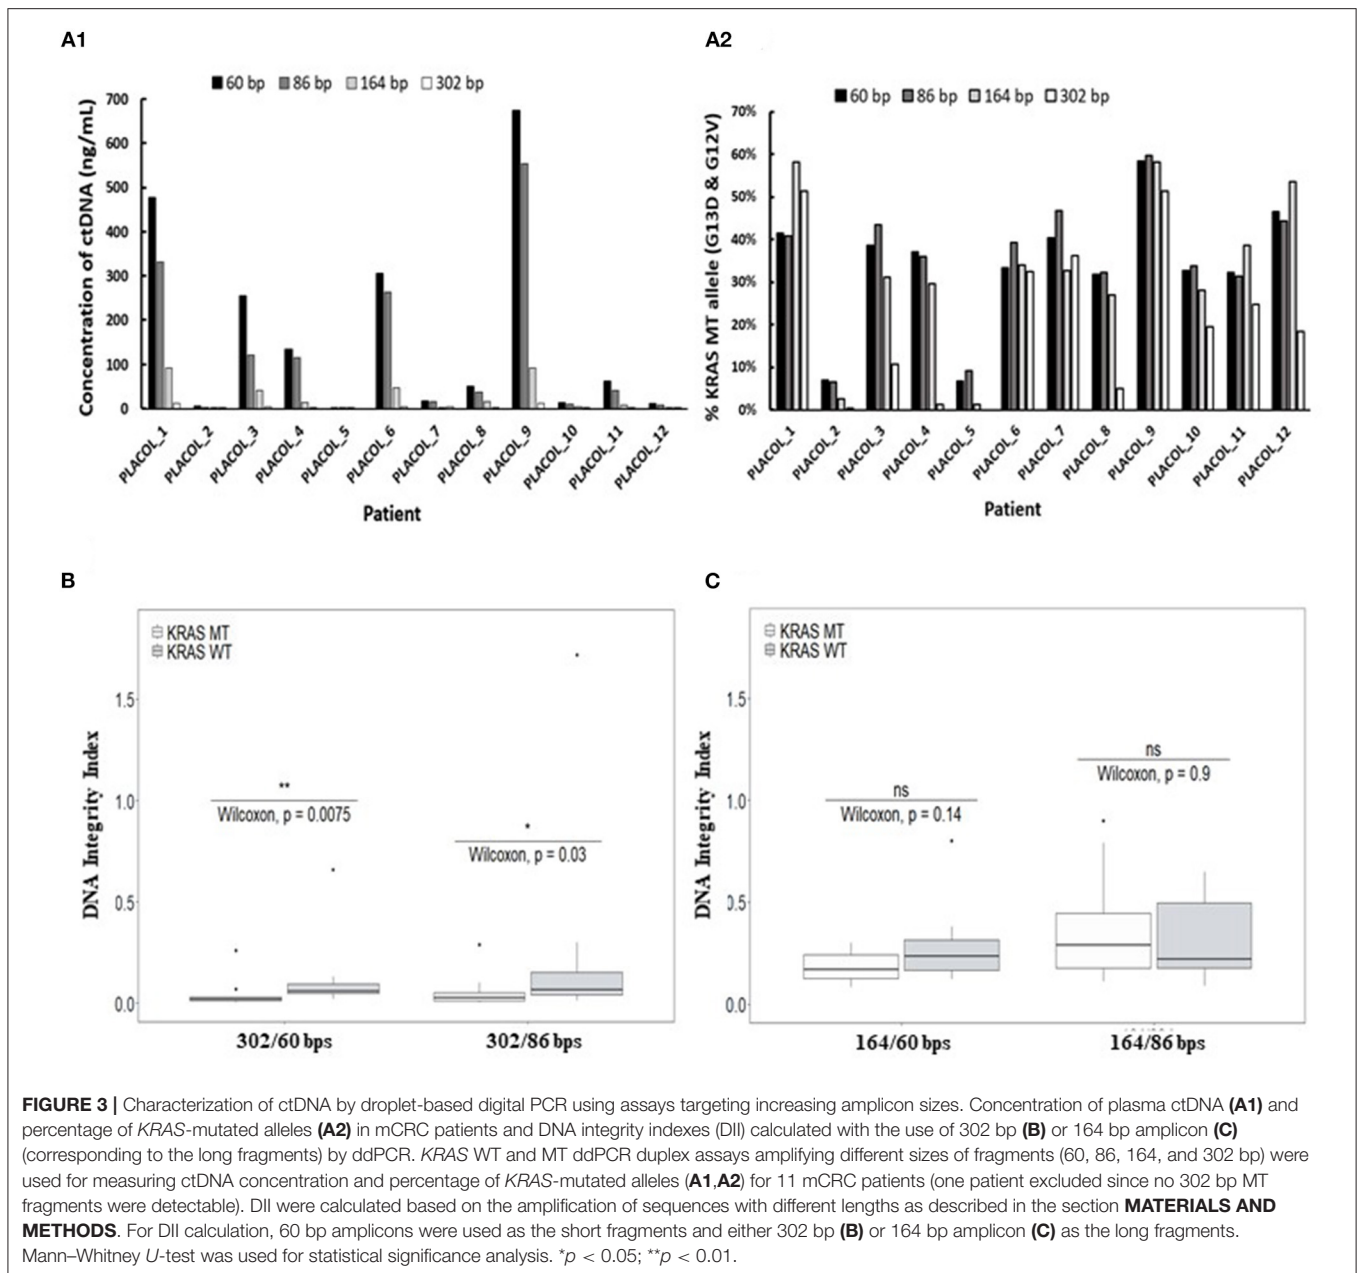 A1
A2
60 bp 86 bp 164 bp 302 bp
60 bp 86 bp 164 bp 302 bp
Concentration of ctDNA (ng/mL)
700
600
500
400
300
200
100
0
PLACOL_1 PLACOL_2 PLACOL_3 PLACOL_4 PLACOL_5 PLACOL_6 PLACOL_7 PLACOL_8 PLACOL_9 PLACOL_10 PLACOL_11 PLACOL_12
Patient
% KRAS MT allele (G13D & G12V)
70%
60%
50%
40%
30%
20%
10%
0%
PLACOL_1 PLACOL_2 PLACOL_3 PLACOL_4 PLACOL_5 PLACOL_6 PLACOL_7 PLACOL_8 PLACOL_9 PLACOL_10 PLACOL_11 PLACOL_12
Patient
B
KRAS MT
KRAS WT
DNA Integrity Index
1.5
1.0
0.5
0.0
**
Wilcoxon, p = 0.0075
*
Wilcoxon, p = 0.03
302/60 bps 302/86 bps
C
KRAS MT
KRAS WT
DNA Integrity Index
1.5
1.0
0.5
0.0
ns
Wilcoxon, p = 0.14
ns
Wilcoxon, p = 0.9
164/60 bps 164/86 bps
FIGURE 3 | Characterization of ctDNA by droplet-based digital PCR using assays targeting increasing amplicon sizes. Concentration of plasma ctDNA (A1) and
percentage of KRAS-mutated alleles (A2) in mCRC patients and DNA integrity indexes (DII) calculated with the use of 302 bp (B) or 164 bp amplicon (C)
(corresponding to the long fragments) by ddPCR. KRAS WT and MT ddPCR duplex assays amplifying different sizes of fragments (60, 86, 164, and 302 bp) were
used for measuring ctDNA concentration and percentage of KRAS-mutated alleles (A1,A2) for 11 mCRC patients (one patient excluded since no 302 bp MT
fragments were detectable). DII were calculated based on the amplification of sequences with different lengths as described in the section MATERIALS AND
METHODS. For DII calculation, 60 bp amplicons were used as the short fragments and either 302 bp (B) or 164 bp amplicon (C) as the long fragments.
Mann–Whitney U-test was used for statistical significance analysis. *p < 0.05; **p < 0.01.